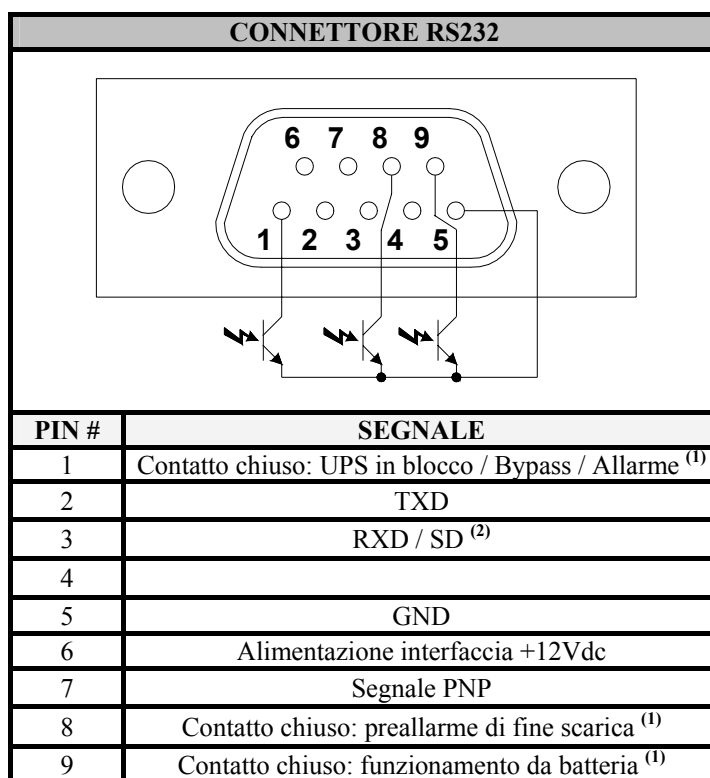 CONNETTORE RS232
6 7 8 9
1 2 3 4 5
PIN # SEGNALE
1 Contatto chiuso: UPS in blocco / Bypass / Allarme (1)
2 TXD
3 RXD / SD (2)
4
5 GND
6 Alimentazione interfaccia +12Vdc
7 Segnale PNP
8 Contatto chiuso: preallarme di fine scarica (1)
9 Contatto chiuso: funzionamento da batteria (1)